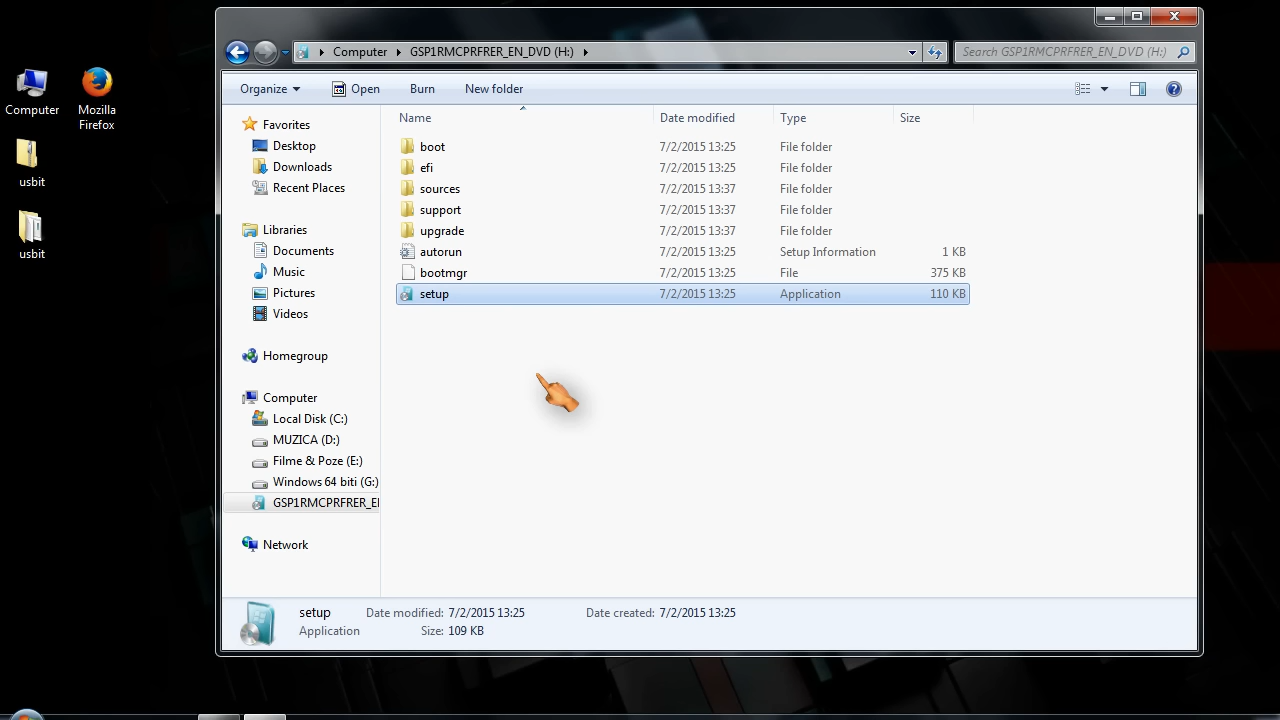 Computer
Mozilla
Firefox
usbit
usbit
Computer
GSP1RMCPRFRER_EN_DVD (H:)
Search GSP1RMCPRFRER_EN_DVD (H:)
Organize
Open
Burn
New folder
Favorites
Desktop
Downloads
Recent Places
Libraries
Documents
Music
Pictures
Videos
Homegroup
Computer
Local Disk (C:)
MUZICA (D:)
Filme & Poze (E:)
Windows 64 biti (G:)
GSP1RMCPRFRER_EN
Network
Name Date modified Type Size
boot 7/2/2015 13:25 File folder
efi 7/2/2015 13:25 File folder
sources 7/2/2015 13:37 File folder
support 7/2/2015 13:37 File folder
upgrade 7/2/2015 13:37 File folder
autorun 7/2/2015 13:25 Setup Information 1 KB
bootmgr 7/2/2015 13:25 File 375 KB
setup 7/2/2015 13:25 Application 110 KB
setup Date modified: 7/2/2015 13:25 Date created: 7/2/2015 13:25
Application Size: 109 KB